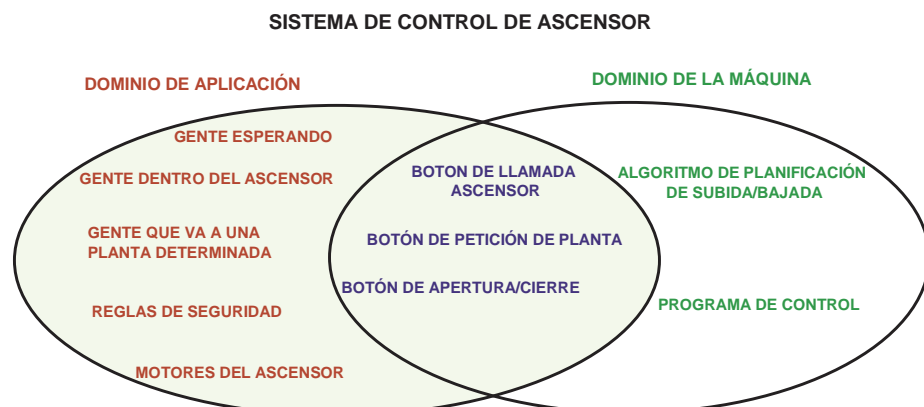 SISTEMA DE CONTROL DE ASCENSOR
DOMINIO DE APLICACIÓN
DOMINIO DE LA MÁQUINA
GENTE ESPERANDO
GENTE DENTRO DEL ASCENSOR
GENTE QUE VA A UNA
PLANTA DETERMINADA
REGLAS DE SEGURIDAD
MOTORES DEL ASCENSOR
BOTON DE LLAMADA
ASCENSOR
BOTÓN DE PETICIÓN DE PLANTA
BOTÓN DE APERTURA/CIERRE
ALGORITMO DE PLANIFICACIÓN
DE SUBIDA/BAJADA
PROGRAMA DE CONTROL